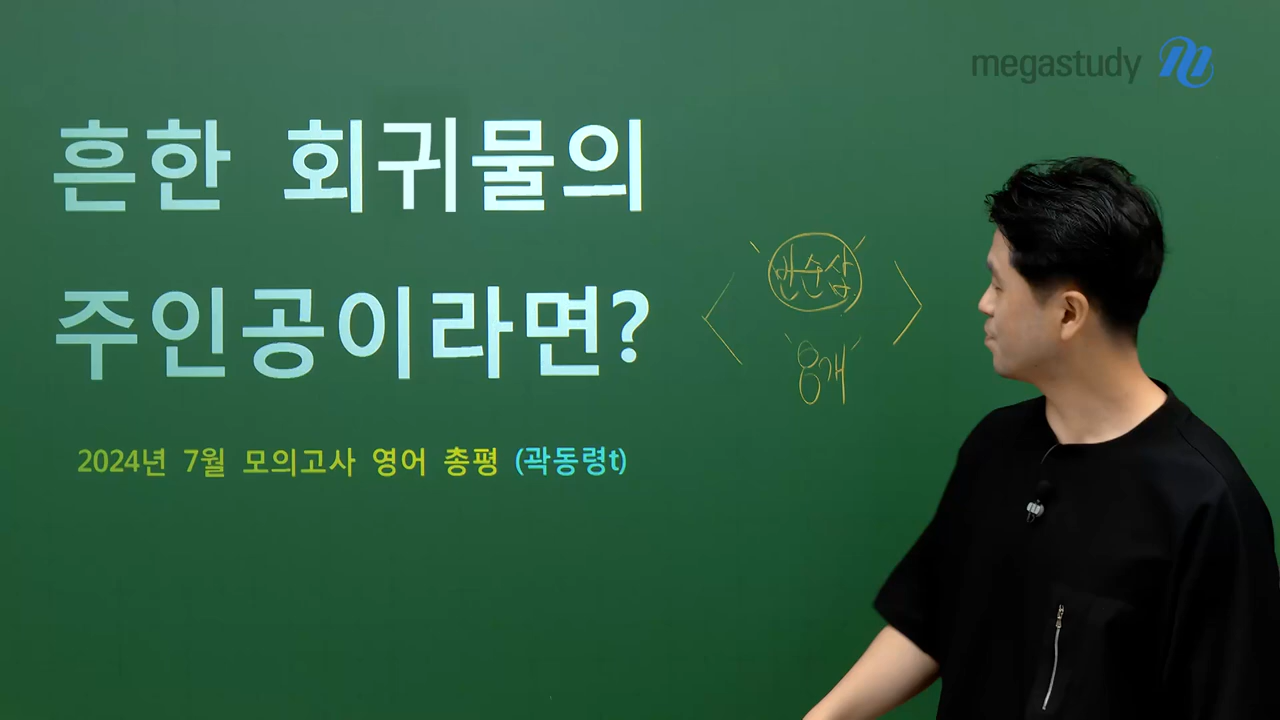 megastudy
흔한 회귀물의
주인공이라면?
2024년 7월 모의고사 영어 총평 (곽동령t)
빈순삽
8개